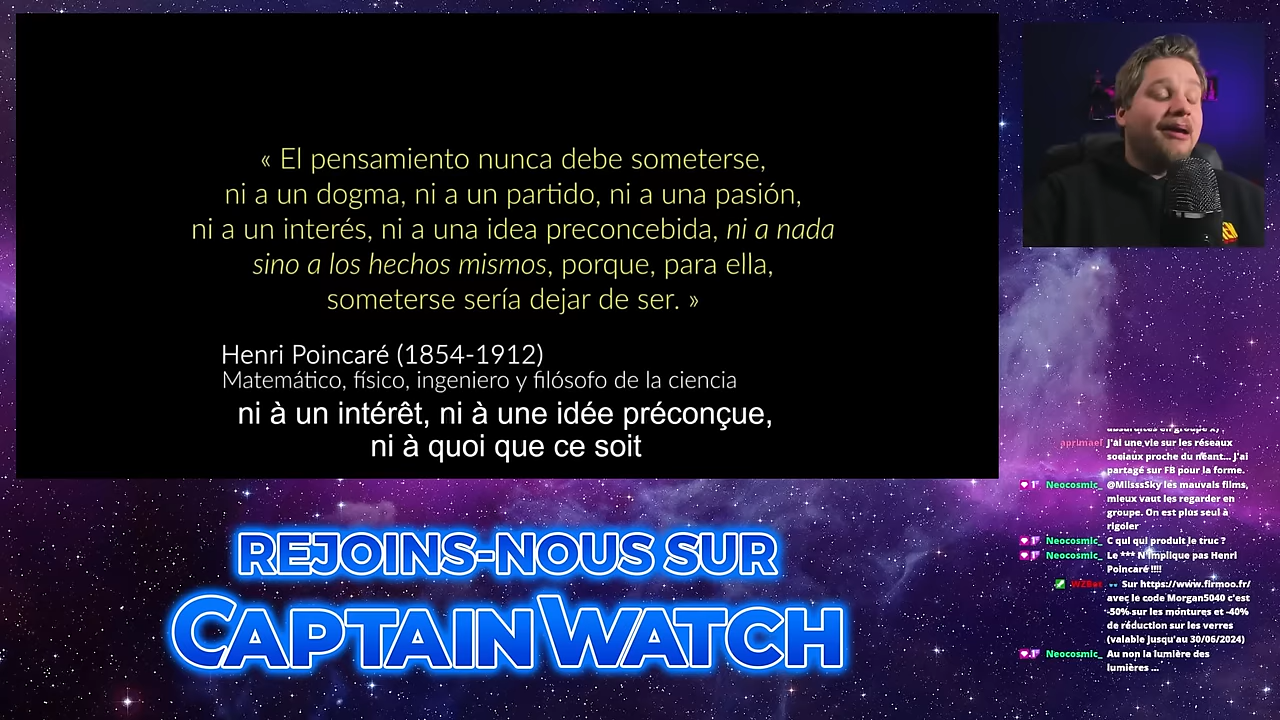 « El pensamiento nunca debe someterse,
ni a un dogma, ni a un partido, ni a una pasión,
ni a un interés, ni a una idea preconcebida, ni a nada
sino a los hechos mismos, porque, para ella,
someterse sería dejar de ser. »
Henri Poincaré (1854-1912)
Matemático, físico, ingeniero y filósofo de la ciencia
ni à un intérêt, ni à une idée préconçue,
ni à quoi que ce soit
REJOINS-NOUS SUR
CAPTAINWATCH
absurdités en groupe x) .
aprimael J'ai une vie sur les réseaux
sociaux proche du néant... J'ai
partagé sur FB pour la forme.
Neocosmic_ @MllsssSky les mauvais films,
mieux vaut les regarder en
groupe. On est plus seul à
rigoler
Neocosmic_ C qui qui produit le truc ?
Neocosmic_ Le *** N'implique pas Henri
Poincaré !!!!
WZBot Sur https://www.firmoo.fr/
avec le code Morgan5040 c'est
-50% sur les montures et -40%
de réduction sur les verres
(valable jusqu'au 30/06/2024)
Neocosmic_ Au non la lumière des
lumières ...